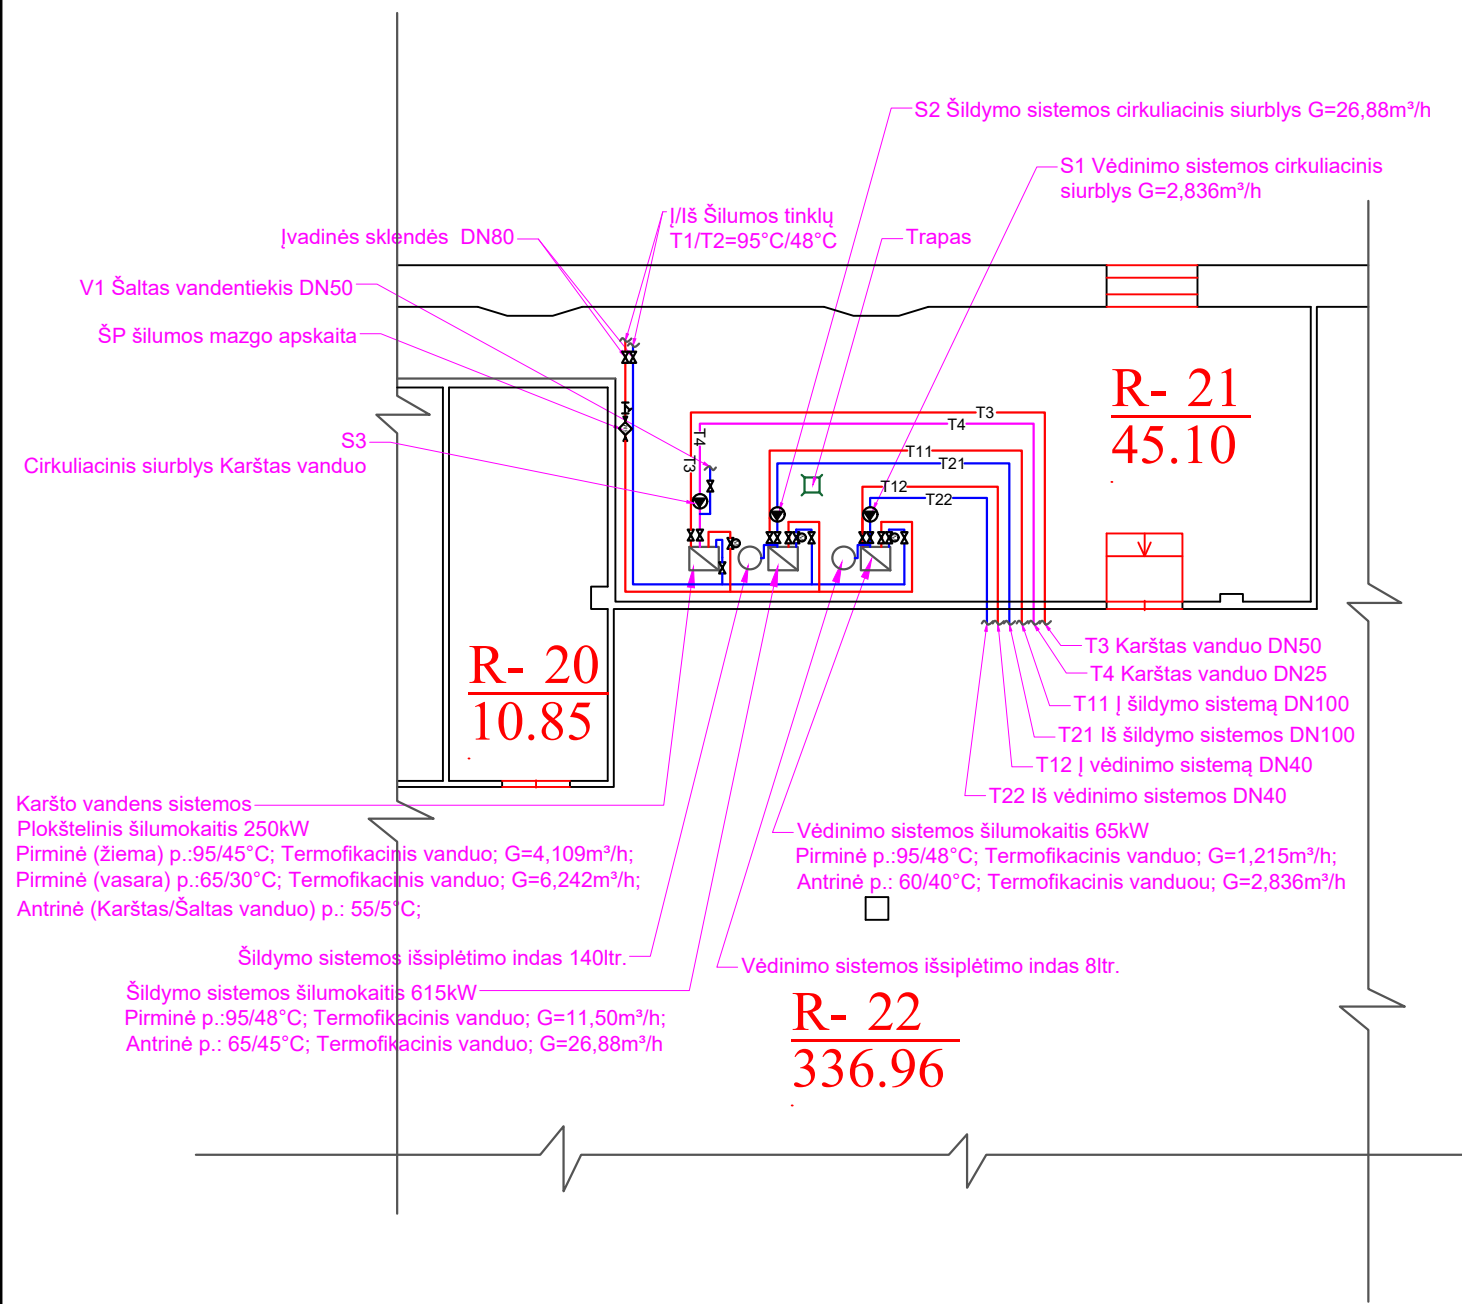 S2 Šildymo sistemos cirkuliacinis siurblys G=26,88m³/h
S1 Vėdinimo sistemos cirkuliacinis
siurblys G=2,836m³/h
Į/Iš Šilumos tinklų
T1/T2=95°C/48°C
Įvadinės sklendės DN80
Trapas
V1 Šaltas vandentiekis DN50
ŠP šilumos mazgo apskaita
S3
Cirkuliacinis siurblys Karštas vanduo
R- 21
45.10
T3
T4
T4
T3
T11
T21
T12
T22
R- 20
10.85
T3 Karštas vanduo DN50
T4 Karštas vanduo DN25
T11 Į šildymo sistemą DN100
T21 Iš šildymo sistemos DN100
T12 Į vėdinimo sistemą DN40
T22 Iš vėdinimo sistemos DN40
Karšto vandens sistemos
Plokštelinis šilumokaitis 250kW
Pirminė (žiema) p.:95/45°C; Termofikacinis vanduo; G=4,109m³/h;
Pirminė (vasara) p.:65/30°C; Termofikacinis vanduo; G=6,242m³/h;
Antrinė (Karštas/Šaltas vanduo) p.: 55/5°C;
Vėdinimo sistemos šilumokaitis 65kW
Pirminė p.:95/48°C; Termofikacinis vanduo; G=1,215m³/h;
Antrinė p.: 60/40°C; Termofikacinis vanduou; G=2,836m³/h
Šildymo sistemos išsiplėtimo indas 140ltr.
Vėdinimo sistemos išsiplėtimo indas 8ltr.
Šildymo sistemos šilumokaitis 615kW
Pirminė p.:95/48°C; Termofikacinis vanduo; G=11,50m³/h;
Antrinė p.: 65/45°C; Termofikacinis vanduo; G=26,88m³/h
R- 22
336.96